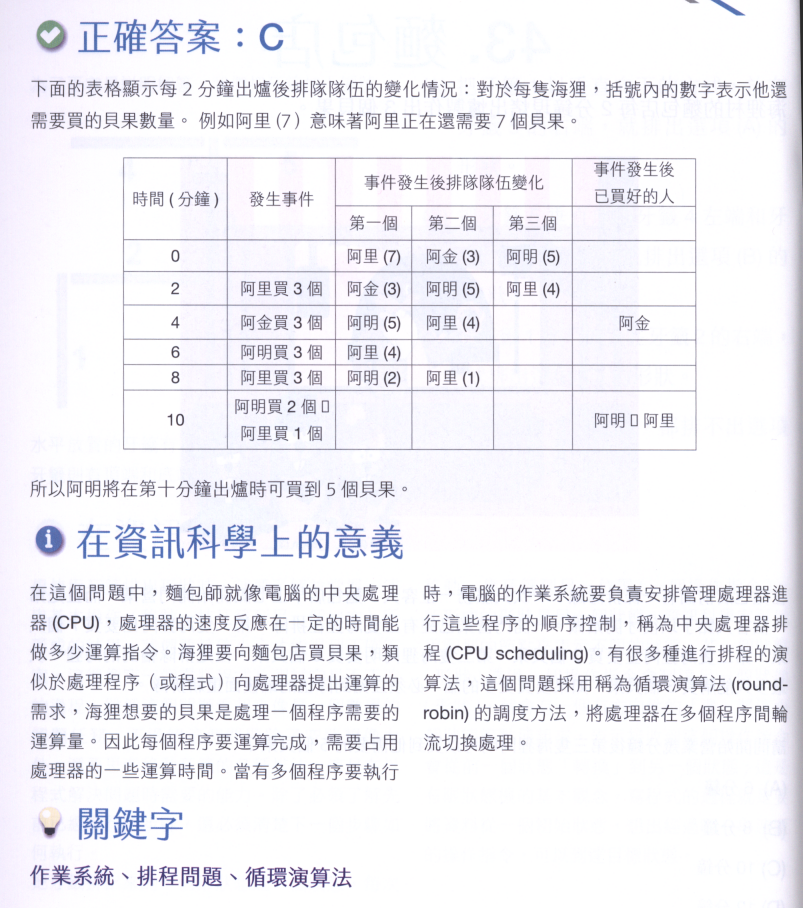 正確答案：C
下面的表格顯示每 2 分鐘出爐後排隊隊伍的變化情況：對於每隻海狸，括號內的數字表示他還
需要買的貝果數量。 例如阿里 (7）意味著阿里正在還需要 7 個貝果。
時間 ( 分鐘 ) 發生事件 事件發生後排隊隊伍變化 事件發生後
已買好的人
第一個 第二個 第三個
0 阿里 (7) 阿金 (3) 阿明 (5)
2 阿里買 3 個 阿金 (3) 阿明 (5) 阿里 (4)
4 阿金買 3 個 阿明 (5) 阿里 (4) 阿金
6 阿明買 3 個 阿里 (4)
8 阿里買 3 個 阿明 (2) 阿里 (1)
10 阿明買 2 個▯
阿里買 1 個 阿明▯阿里
所以阿明將在第十分鐘出爐時可買到 5 個貝果。
在資訊科學上的意義
在這個問題中，麵包師就像電腦的中央處理
器 (CPU)，處理器的速度反應在一定的時間能
做多少運算指令。海狸要向麵包店買貝果，類
似於處理程序（或程式）向處理器提出運算的
需求，海狸想要的貝果是處理一個程序需要的
運算量。因此每個程序要運算完成，需要占用
處理器的一些運算時間。當有多個程序要執行
時，電腦的作業系統要負責安排管理處理器進
行這些程序的順序控制，稱為中央處理器排
程 (CPU scheduling)。有很多種進行排程的演
算法，這個問題採用稱為循環演算法 (round-
robin) 的調度方法，將處理器在多個程序間輪
流切換處理。
關鍵字
作業系統、排程問題、循環演算法